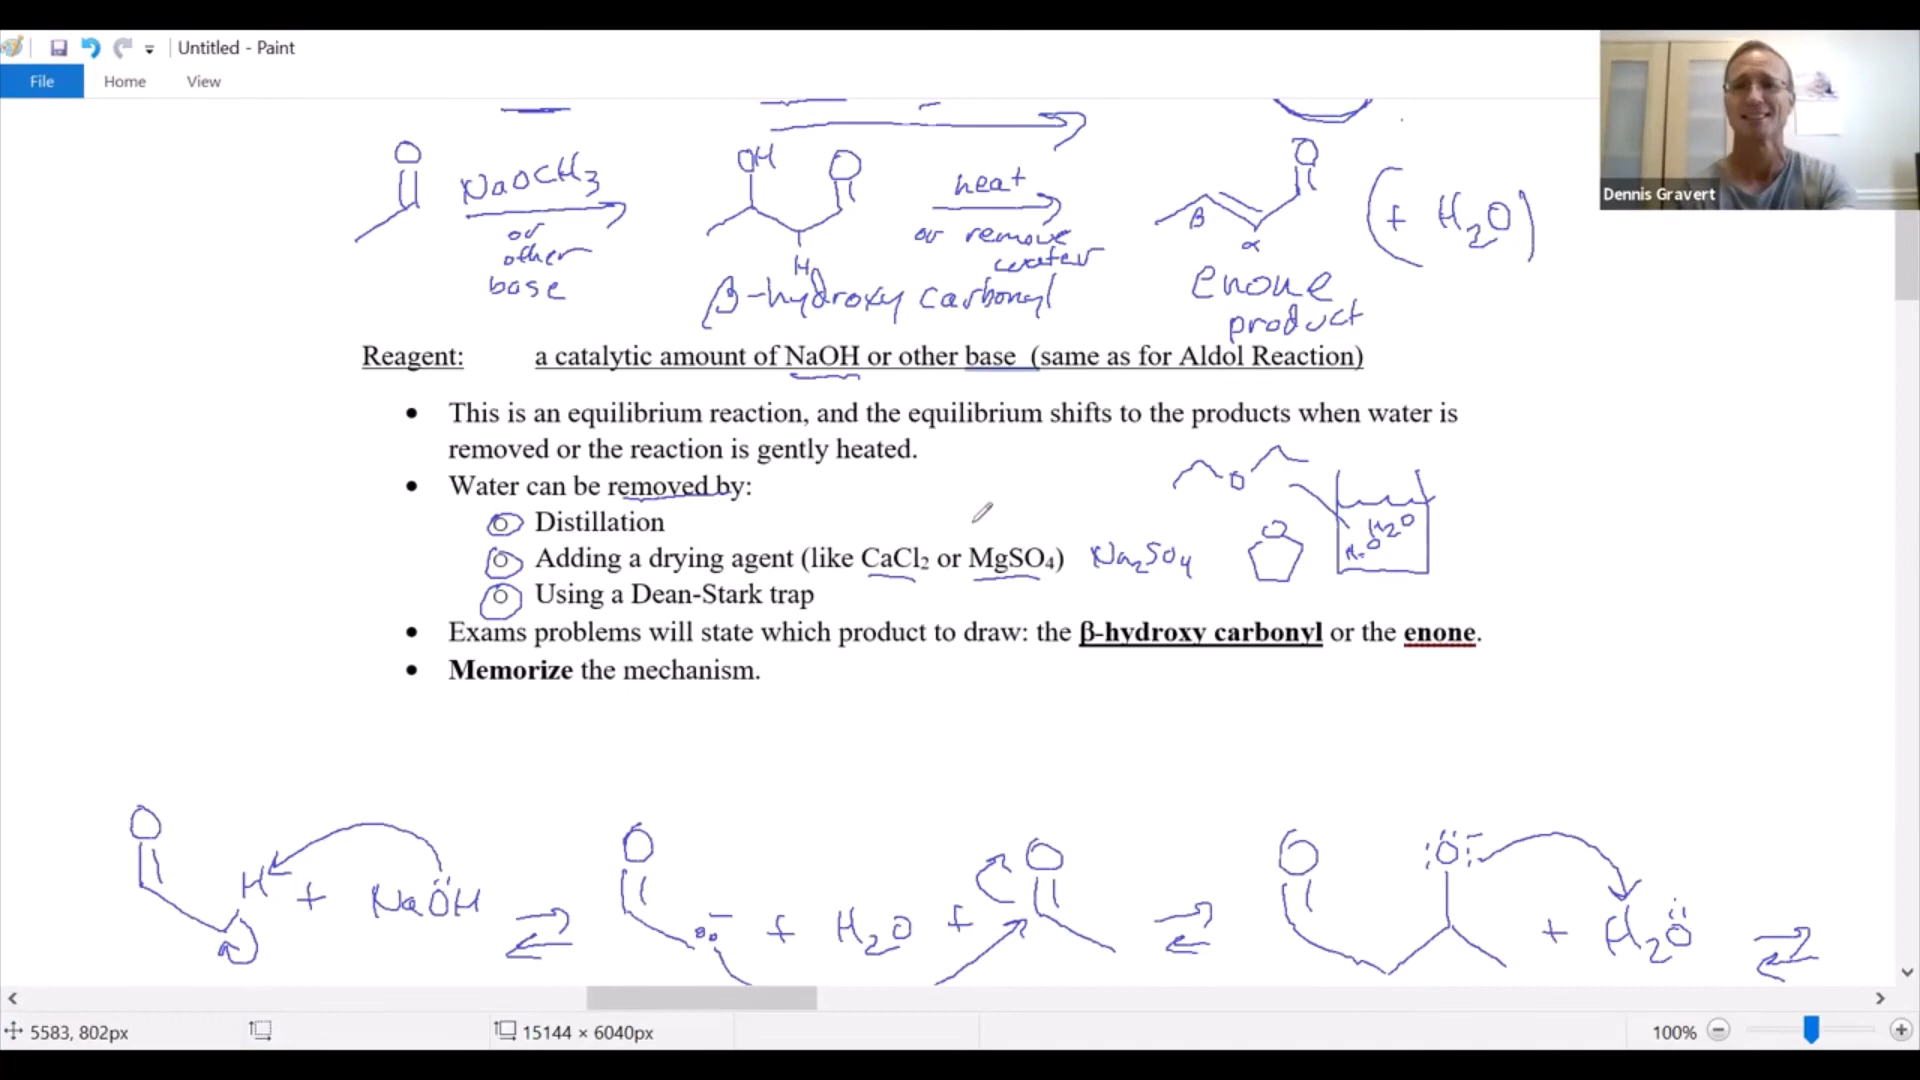 Untitled - Paint
File Home View
Dennis Gravert
O
NaOCH3
or
other
base
OH
O
H
β-hydroxy carbonyl
heat
or remove
water
O
β
α
enone
product
(+ H2O)
Reagent: a catalytic amount of NaOH or other base (same as for Aldol Reaction)
• This is an equilibrium reaction, and the equilibrium shifts to the products when water is
removed or the reaction is gently heated.
• Water can be removed by:
o Distillation
o Adding a drying agent (like CaCl2 or MgSO4) Na2SO4
o Using a Dean-Stark trap
O
O
H2O
H2O
• Exams problems will state which product to draw: the β-hydroxy carbonyl or the enone.
• Memorize the mechanism.
O
H + NaOH
O
+ H2O +
O
O
O
+ H2O
5583, 802px
15144 × 6040px
100%